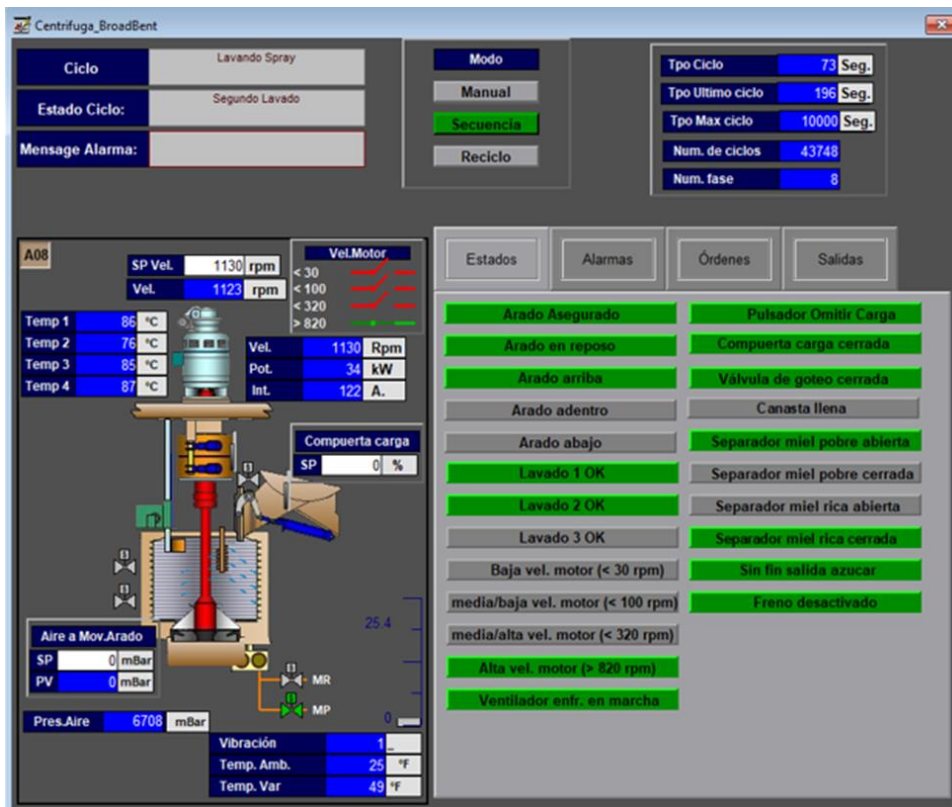 Centrifuga_BroadBent
Ciclo
Lavando Spray
Estado Ciclo:
Segundo Lavado
Mensage Alarma:
Modo
Manual
Secuencia
Reciclo
Tpo Ciclo 73 Seg.
Tpo Ultimo ciclo 196 Seg.
Tpo Max ciclo 10000 Seg.
Num. de ciclos 43748
Num. fase 8
A08
SP Vel. 1130 rpm
Vel. 1123 rpm
Vel.Motor
< 30
< 100
< 320
> 820
Temp 1 86 °C
Temp 2 76 °C
Temp 3 85 °C
Temp 4 87 °C
Vel. 1130 Rpm
Pot. 34 kW
Int. 122 A.
Compuerta carga
SP 0 %
Aire a Mov.Arado
SP 0 mBar
PV 0 mBar
25.4
0
MR
MP
Pres.Aire 6708 mBar
Vibración 1_
Temp. Amb. 25 °F
Temp. Var 49 °F
Estados
Alarmas
Órdenes
Salidas
Arado Asegurado
Arado en reposo
Arado arriba
Arado adentro
Arado abajo
Lavado 1 OK
Lavado 2 OK
Lavado 3 OK
Baja vel. motor (< 30 rpm)
media/baja vel. motor (< 100 rpm)
media/alta vel. motor (< 320 rpm)
Alta vel. motor (> 820 rpm)
Ventilador enfr. en marcha
Pulsador Omitir Carga
Compuerta carga cerrada
Válvula de goteo cerrada
Canasta llena
Separador miel pobre abierta
Separador miel pobre cerrada
Separador miel rica abierta
Separador miel rica cerrada
Sin fin salida azucar
Freno desactivado